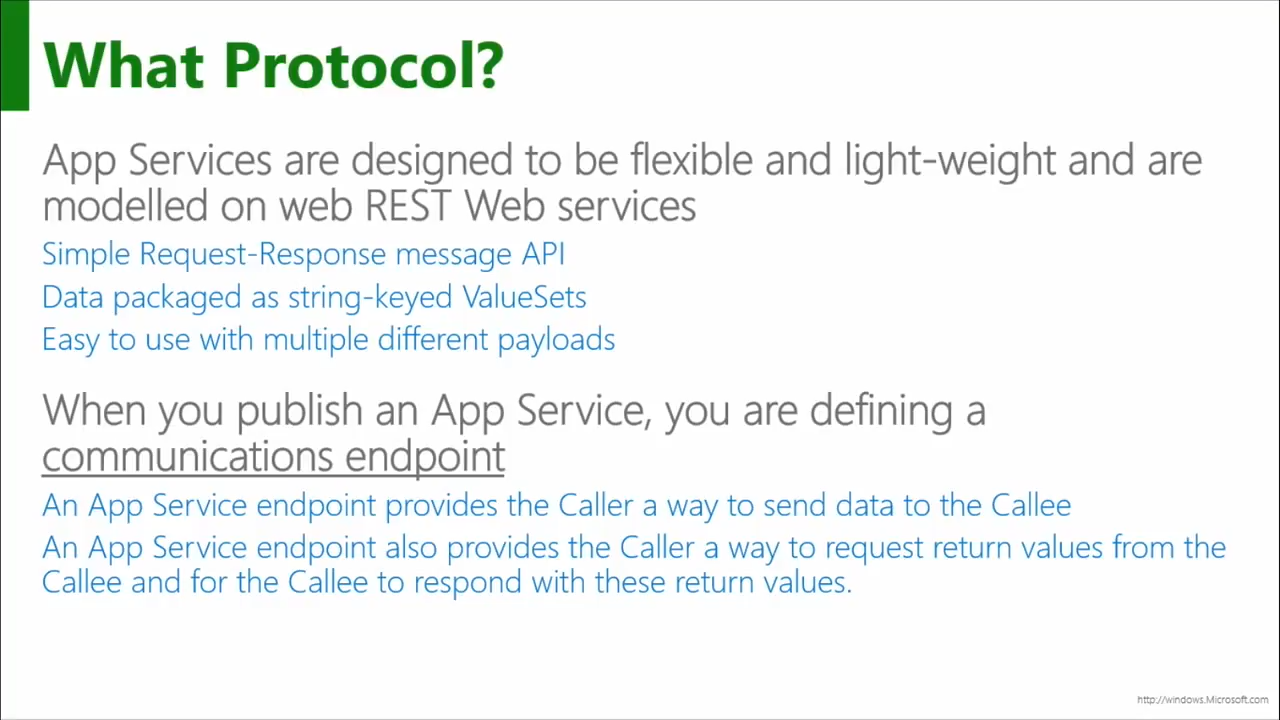 What Protocol?
App Services are designed to be flexible and light-weight and are
modelled on web REST Web services
Simple Request-Response message API
Data packaged as string-keyed ValueSets
Easy to use with multiple different payloads
When you publish an App Service, you are defining a
communications endpoint
An App Service endpoint provides the Caller a way to send data to the Callee
An App Service endpoint also provides the Caller a way to request return values from the
Callee and for the Callee to respond with these return values.
http://windows.Microsoft.com